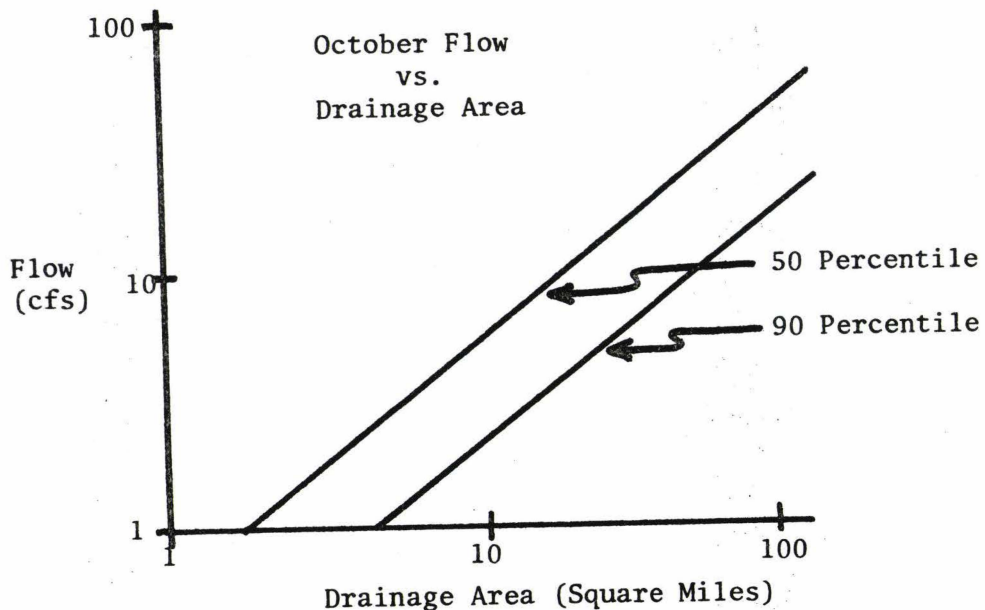 100
October Flow
vs.
Drainage Area
Flow
(cfs)
10
50 Percentile
90 Percentile
1
1
10
100
Drainage Area (Square Miles)